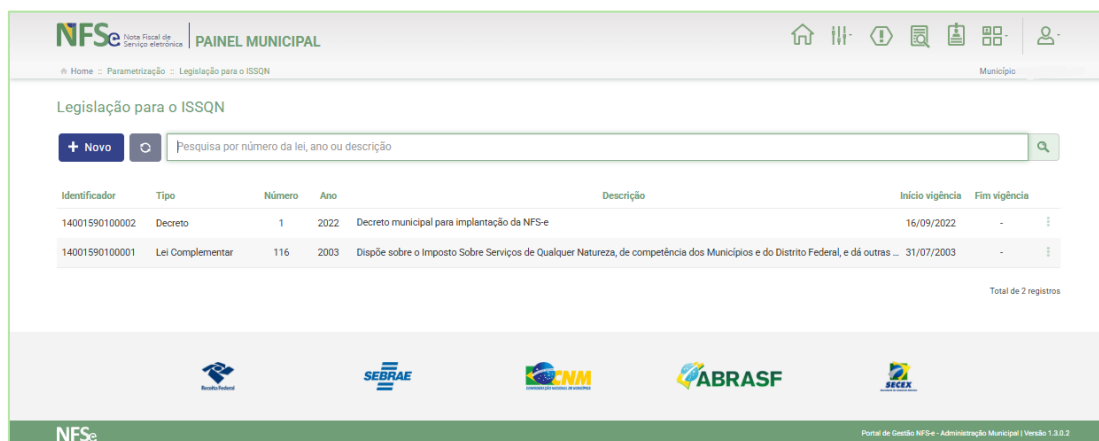 NFSe Nota Fiscal de Serviço eletrônica PAINEL MUNICIPAL
Home :: Parametrização :: Legislação para o ISSQN Município
Legislação para o ISSQN
+ Novo Pesquisa por número da lei, ano ou descrição
Identificador Tipo Número Ano Descrição Início vigência Fim vigência
14001590100002 Decreto 1 2022 Decreto municipal para implantação da NFS-e 16/09/2022 -
14001590100001 Lei Complementar 116 2003 Dispõe sobre o Imposto Sobre Serviços de Qualquer Natureza, de competência dos Municípios e do Distrito Federal, e dá outras ... 31/07/2003 -
Total de 2 registros
Receita Federal SEBRAE CNM ABRASF SECEX
NFSe Portal de Gestão NFS-e - Administração Municipal | Versão 1.3.0.2